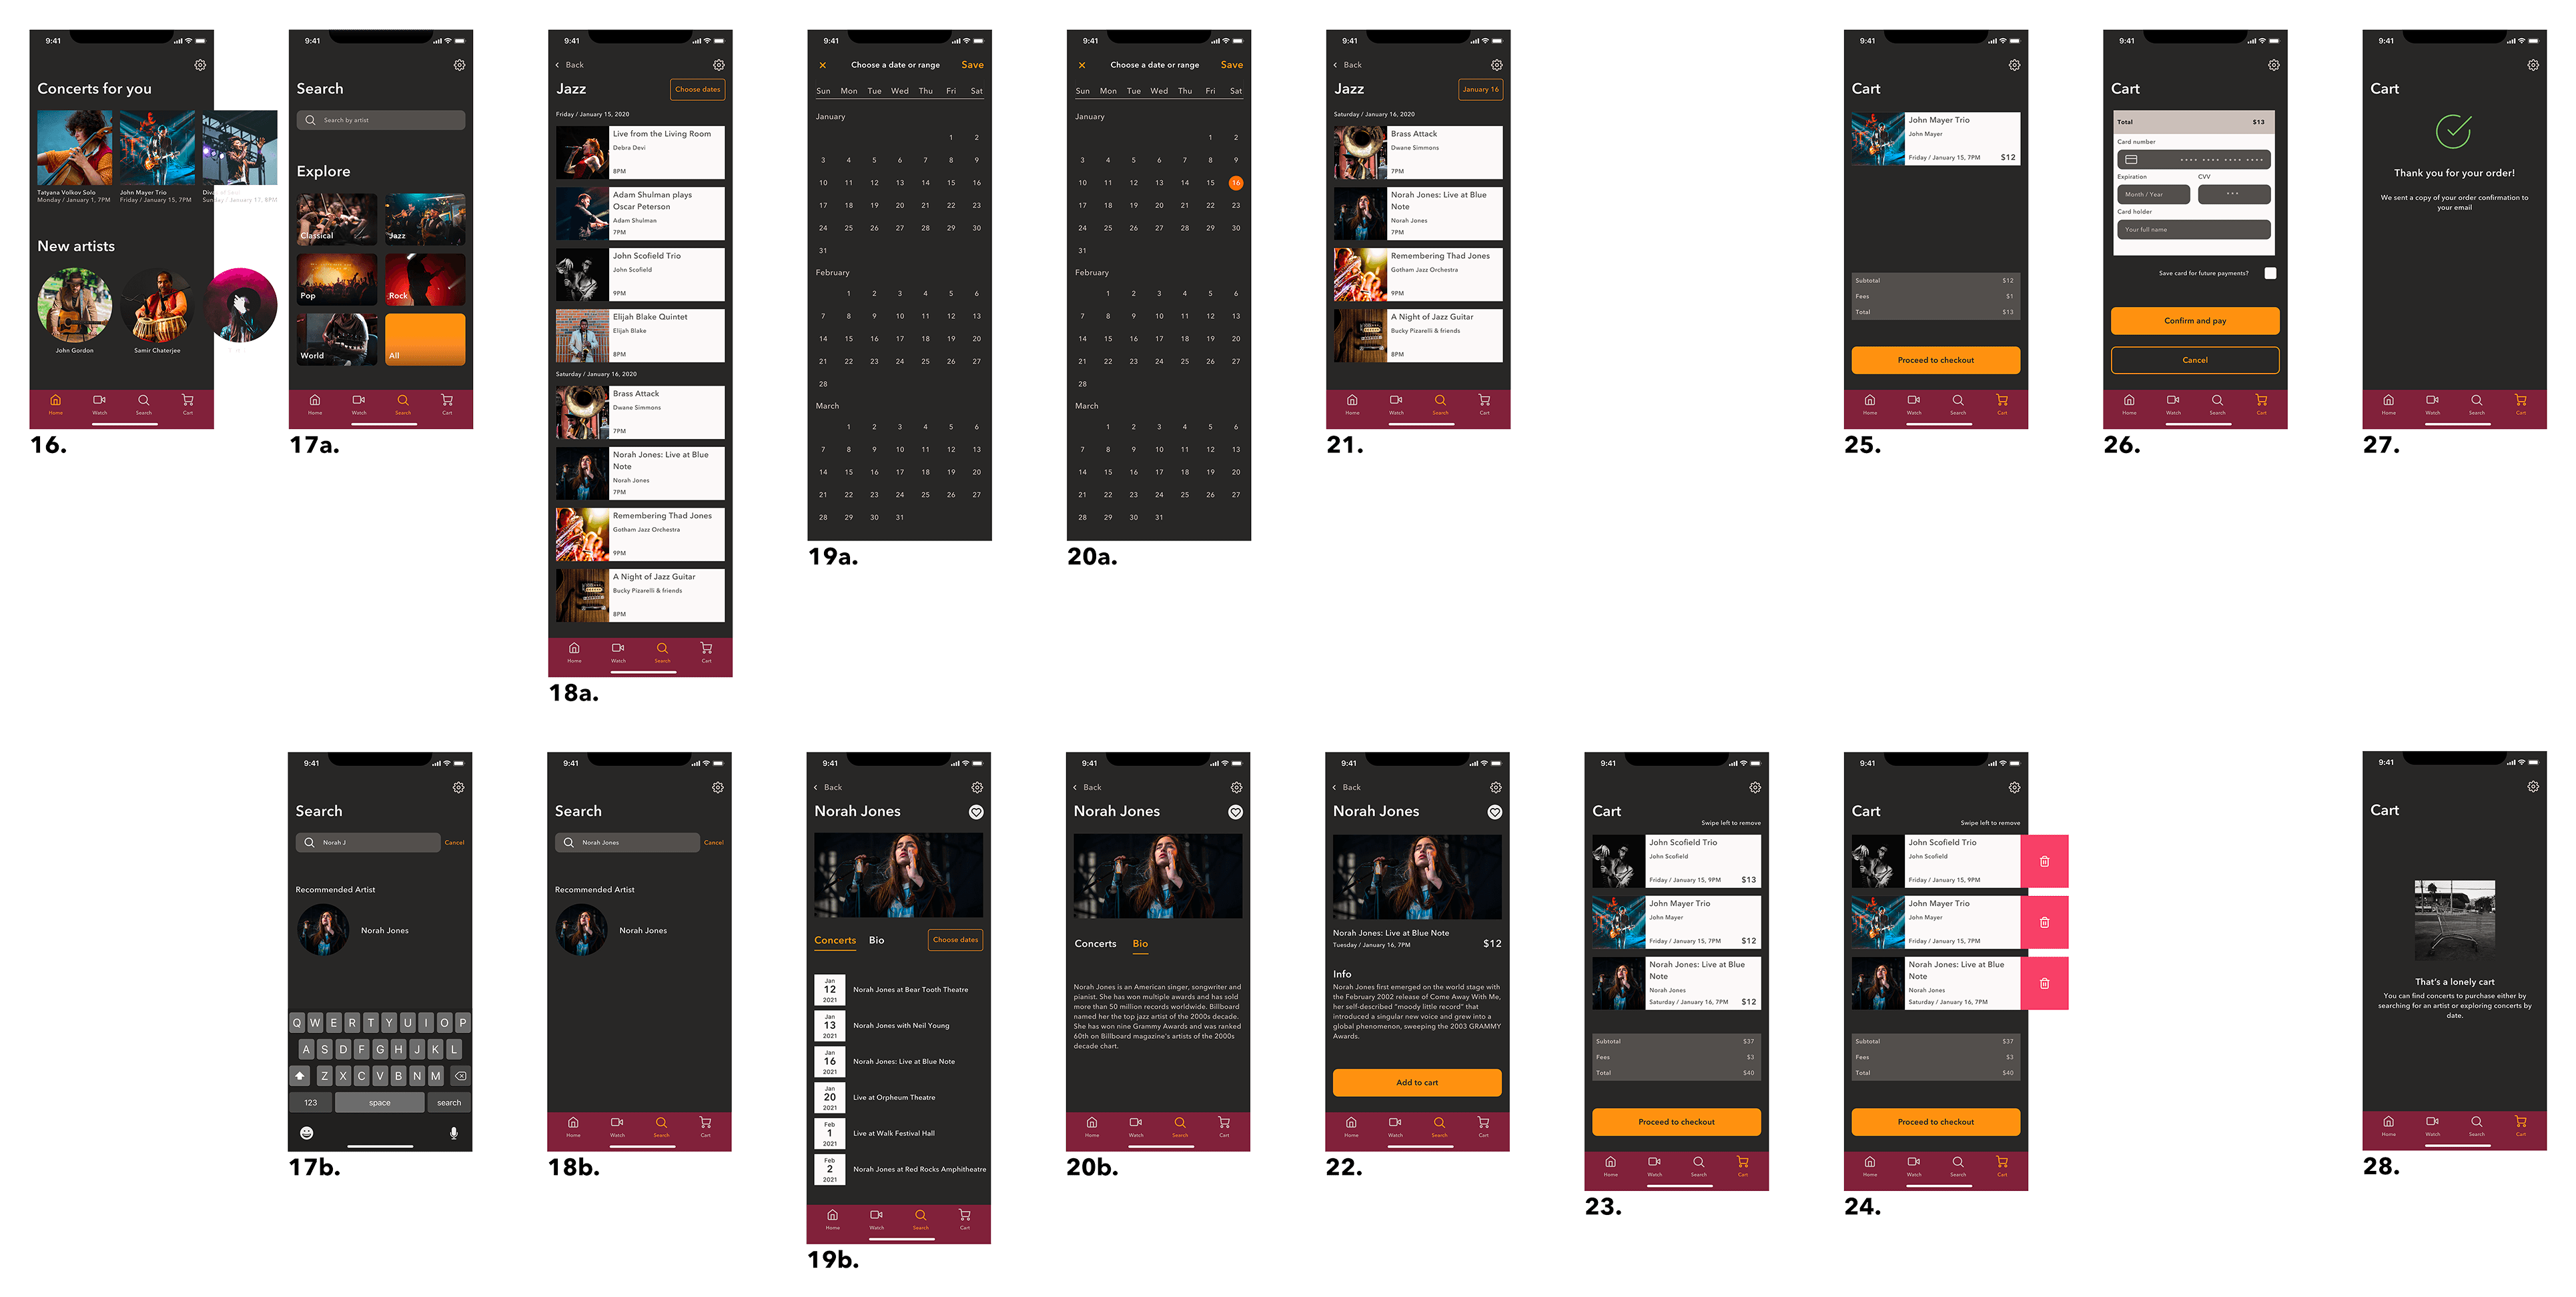 9:41
Concerts for you
Tatyana Volkov Solo
Monday / January 1, 7PM
John Mayer Trio
Friday / January 15, 7PM
Sunday / January 17, 8PM
New artists
John Gordon
Samir Chaterjee
Home
Watch
Search
Cart
16.
9:41
Search
Search by artist
Explore
Classical
Jazz
Pop
Rock
World
All
Home
Watch
Search
Cart
17a.
9:41
Back
Jazz
Choose dates
Friday / January 15, 2020
Live from the Living Room
Debra Devi
8PM
Adam Shulman plays
Oscar Peterson
Adam Shulman
7PM
John Scofield Trio
John Scofield
9PM
Elijah Blake Quintet
Elijah Blake
8PM
Saturday / January 16, 2020
Brass Attack
Dwane Simmons
7PM
Norah Jones: Live at Blue
Note
Norah Jones
7PM
Remembering Thad Jones
Gotham Jazz Orchestra
9PM
A Night of Jazz Guitar
Bucky Pizarelli & friends
8PM
Home
Watch
Search
Cart
18a.
9:41
Choose a date or range
Save
Sun Mon Tue Wed Thu Fri Sat
January
1 2
3 4 5 6 7 8 9
10 11 12 13 14 15 16
17 18 19 20 21 22 23
24 25 26 27 28 29 30
31
February
1 2 3 4 5 6
7 8 9 10 11 12 13
14 15 16 17 18 19 20
21 22 23 24 25 26 27
28
March
1 2 3 4 5 6
7 8 9 10 11 12 13
14 15 16 17 18 19 20
21 22 23 24 25 26 27
28 29 30 31
19a.
9:41
Choose a date or range
Save
Sun Mon Tue Wed Thu Fri Sat
January
1 2
3 4 5 6 7 8 9
10 11 12 13 14 15 16
17 18 19 20 21 22 23
24 25 26 27 28 29 30
31
February
1 2 3 4 5 6
7 8 9 10 11 12 13
14 15 16 17 18 19 20
21 22 23 24 25 26 27
28
March
1 2 3 4 5 6
7 8 9 10 11 12 13
14 15 16 17 18 19 20
21 22 23 24 25 26 27
28 29 30 31
20a.
9:41
Back
Jazz
January 16
Saturday / January 16, 2020
Brass Attack
Dwane Simmons
7PM
Norah Jones: Live at Blue
Note
Norah Jones
7PM
Remembering Thad Jones
Gotham Jazz Orchestra
9PM
A Night of Jazz Guitar
Bucky Pizarelli & friends
8PM
Home
Watch
Search
Cart
21.
9:41
Cart
John Mayer Trio
John Mayer
Friday / January 15, 7PM $12
Subtotal $12
Fees $1
Total $13
Proceed to checkout
Home
Watch
Search
Cart
25.
9:41
Cart
Total $13
Card number
Expiration CVV
Month / Year
Card holder
Your full name
Save card for future payments?
Confirm and pay
Cancel
Home
Watch
Search
Cart
26.
9:41
Cart
Thank you for your order!
We sent a copy of your order confirmation to
your email
Home
Watch
Search
Cart
27.
9:41
Search
Norah J
Cancel
Recommended Artist
Norah Jones
Q W E R T Y U I O P
A S D F G H J K L
Z X C V B N M
123 space search
17b.
9:41
Search
Norah Jones
Cancel
Recommended Artist
Norah Jones
Home
Watch
Search
Cart
18b.
9:41
Back
Norah Jones
Concerts
Bio
Choose dates
Jan
12
2021
Norah Jones at Bear Tooth Theatre
Jan
13
2021
Norah Jones with Neil Young
Jan
16
2021
Norah Jones: Live at Blue Note
Jan
20
2021
Live at Orpheum Theatre
Feb
1
2021
Live at Walk Festival Hall
Feb
2
2021
Norah Jones at Red Rocks Amphitheatre
Home
Watch
Search
Cart
19b.
9:41
Back
Norah Jones
Concerts
Bio
Norah Jones is an American singer, songwriter and
pianist. She has won multiple awards and has sold
more than 50 million records worldwide. Billboard
named her the top jazz artist of the 2000s decade.
She has won nine Grammy Awards and was ranked
60th on Billboard magazine's artists of the 2000s
decade chart.
Home
Watch
Search
Cart
20b.
9:41
Back
Norah Jones
Norah Jones: Live at Blue Note
Tuesday / January 16, 7PM
$12
Info
Norah Jones first emerged on the world stage with
the February 2002 release of Come Away With Me,
her self-described "moody little record" that
introduced a singular new voice and grew into a
global phenomenon, sweeping the 2003 GRAMMY
Awards.
Add to cart
Home
Watch
Search
Cart
22.
9:41
Cart
Swipe left to remove
John Scofield Trio
John Scofield
Friday / January 15, 9PM $13
John Mayer Trio
John Mayer
Friday / January 15, 7PM $12
Norah Jones: Live at Blue
Note
Norah Jones
Saturday / January 16, 7PM $12
Subtotal $37
Fees $3
Total $40
Proceed to checkout
Home
Watch
Search
Cart
23.
9:41
Cart
Swipe left to remove
John Scofield Trio
John Scofield
Friday / January 15, 9PM
John Mayer Trio
John Mayer
Friday / January 15, 7PM
Norah Jones: Live at Blue
Note
Norah Jones
Saturday / January 16, 7PM
Subtotal $37
Fees $3
Total $40
Proceed to checkout
Home
Watch
Search
Cart
24.
9:41
Cart
That's a lonely cart
You can find concerts to purchase either by
searching for an artist or exploring concerts by
date.
Home
Watch
Search
Cart
28.